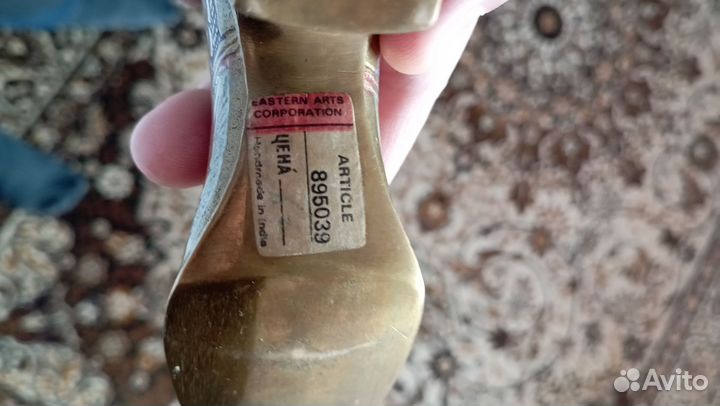 EASTERN ARTS
CORPORATION
ARTICLE
895039
ЦЕНА
Handmade in India
Avito